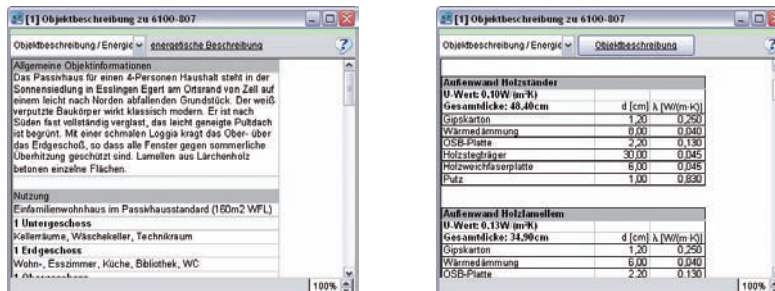 [1] Objektbeschreibung zu 6100-807
Objektbeschreibung / Energie energetische Beschreibung
Allgemeine Objektinformationen
Das Passivhaus für einen 4-Personen Haushalt steht in der
Sonnensiedlung in Esslingen Egert am Ortsrand von Zell auf
einem leicht nach Norden abfallenden Grundstück. Der weiß
verputzte Baukörper wirkt klassisch modern. Er ist nach
Süden fast vollständig verglast, das leicht geneigte Pultdach
ist begrünt. Mit einer schmalen Loggia kragt das Ober- über
das Erdgeschoß, so dass alle Fenster gegen sommerliche
Überhitzung geschützt sind. Lamellen aus Lärchenholz
betonen einzelne Flächen.
Nutzung
Einfamilienwohnhaus im Passivhausstandard (160m2 WFL)
1 Untergeschoss
Kellerräume, Wäschekeller, Technikraum
1 Erdgeschoss
Wohn-, Esszimmer, Küche, Bibliothek, WC
1 Obergeschoss
100%
[1] Objektbeschreibung zu 6100-807
Objektbeschreibung / Energie Objektbeschreibung
Außenwand Holzständer
U-Wert: 0,10W/(m²K)
Gesamtdicke: 48,40cm d [cm] λ [W/(m·K)]
Gipskarton 1,20 0,250
Wärmedämmung 8,00 0,040
OSB-Platte 2,20 0,130
Holzstegträger 30,00 0,045
Holzweichfaserplatte 6,00 0,045
Putz 1,00 0,830
Außenwand Holzlamellem
U-Wert: 0,13W/(m²K)
Gesamtdicke: 34,90cm d [cm] λ [W/(m·K)]
Gipskarton 1,20 0,250
Wärmedämmung 6,00 0,040
OSB-Platte 2,20 0,130
100%